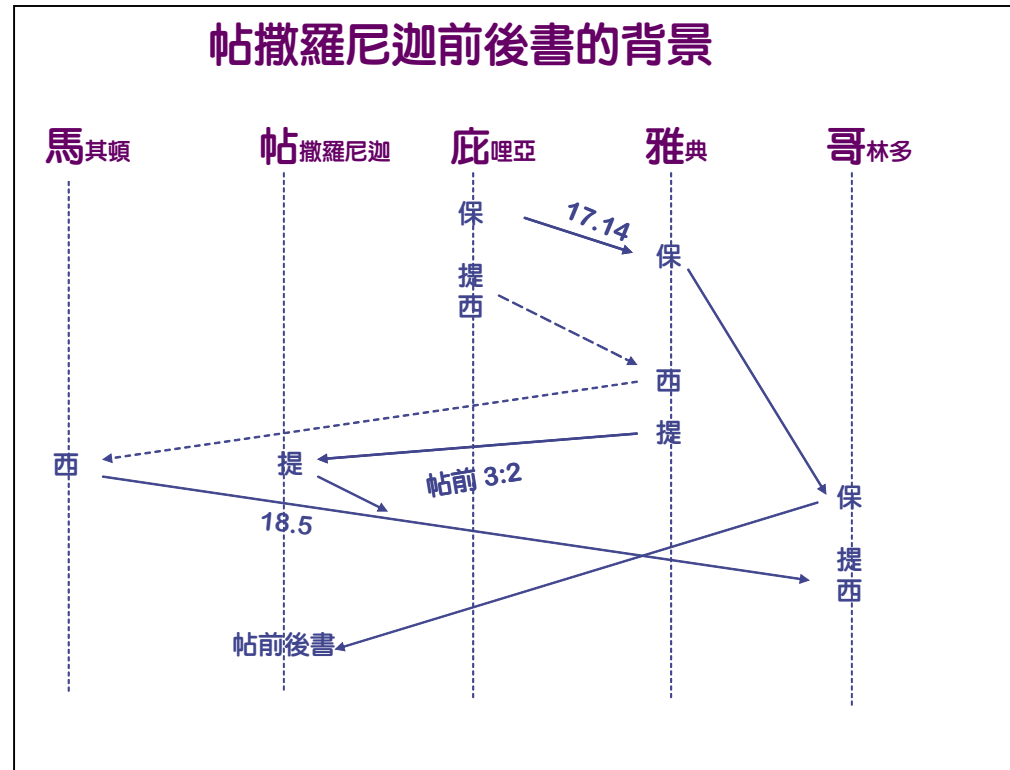 帖撒羅尼迦前後書的背景
馬其頓 帖撒羅尼迦 庇哩亞 雅典 哥林多
保
17.14
保
提
西
西
提
西
提
帖前 3:2
保
18.5
提
西
帖前後書